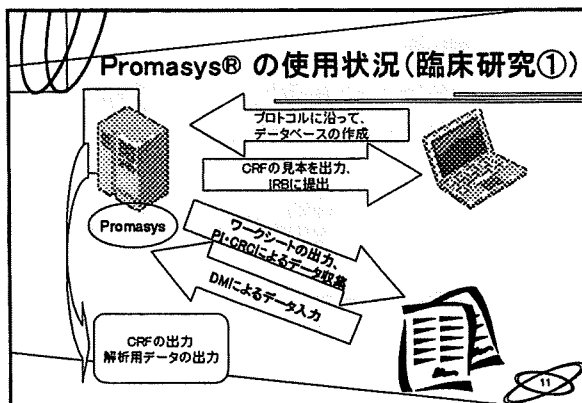 Promasys® の使用状況(臨床研究①)
プロトコルに沿って、
データベースの作成
CRFの見本を出力、
IRBに提出
Promasys
ワークシートの出力、
PI・CRCによるデータ収集
DMによるデータ入力
CRFの出力
解析用データの出力
11